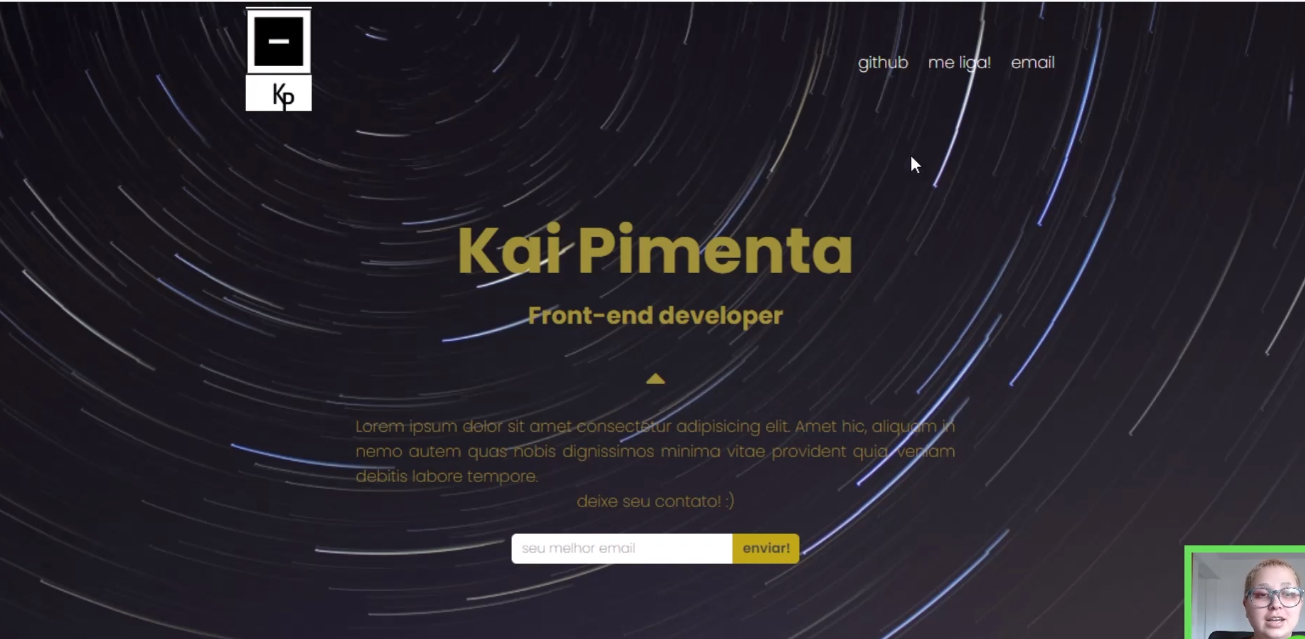 Kp
github me liga! email
Kai Pimenta
Front-end developer
Lorem ipsum dolor sit amet consectetur adipisicing elit. Amet hic, aliquam in
nemo autem quas nobis dignissimos minima vitae provident quia veniam
debitis labore tempore.
deixe seu contato! :)
seu melhor email enviar!